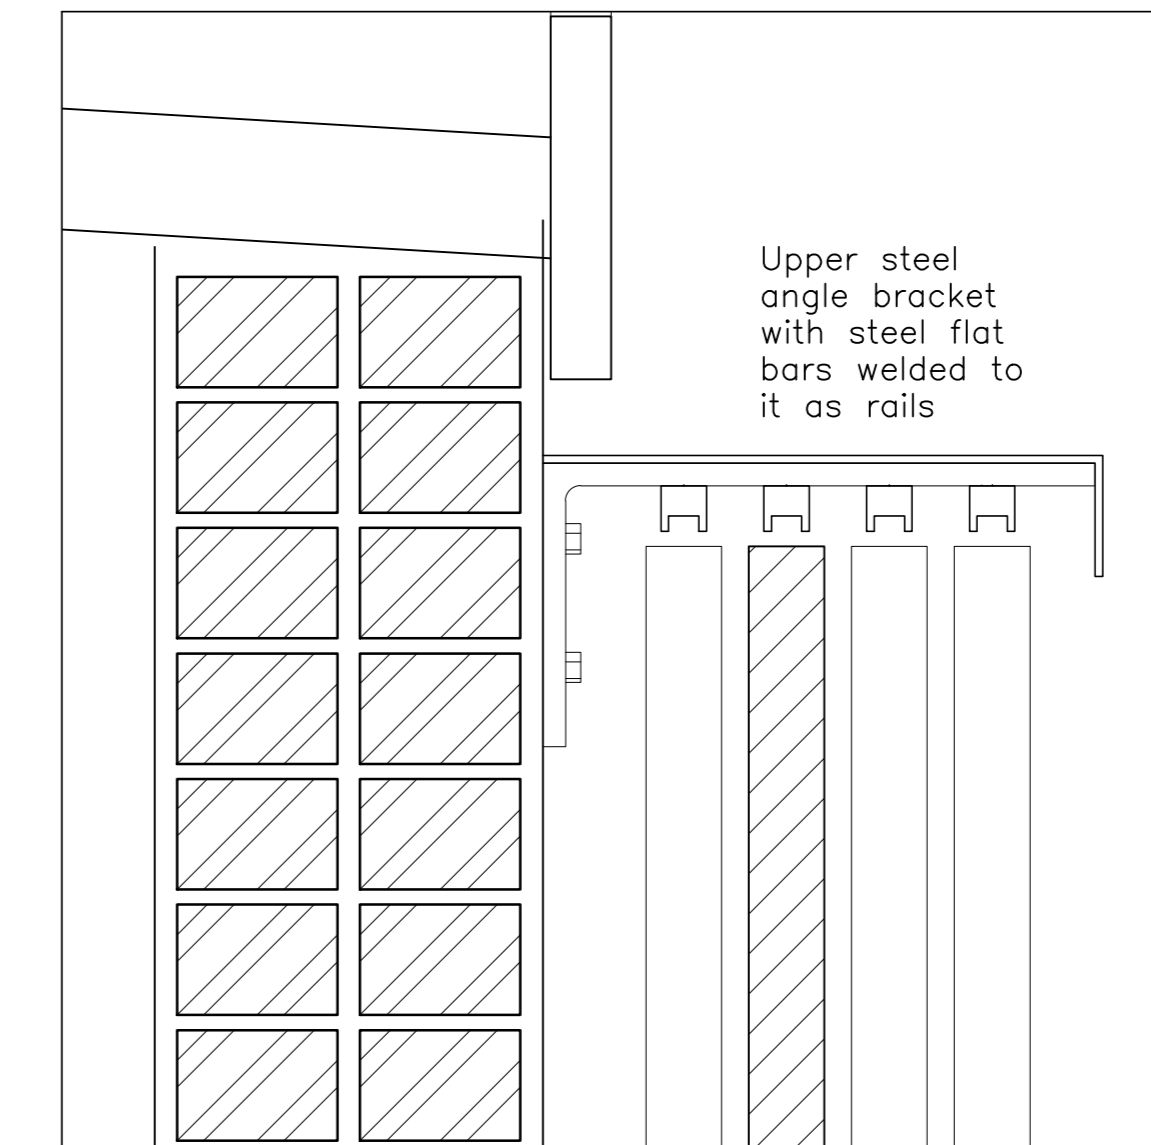 Upper steel
angle bracket
with steel flat
bars welded to
it as rails